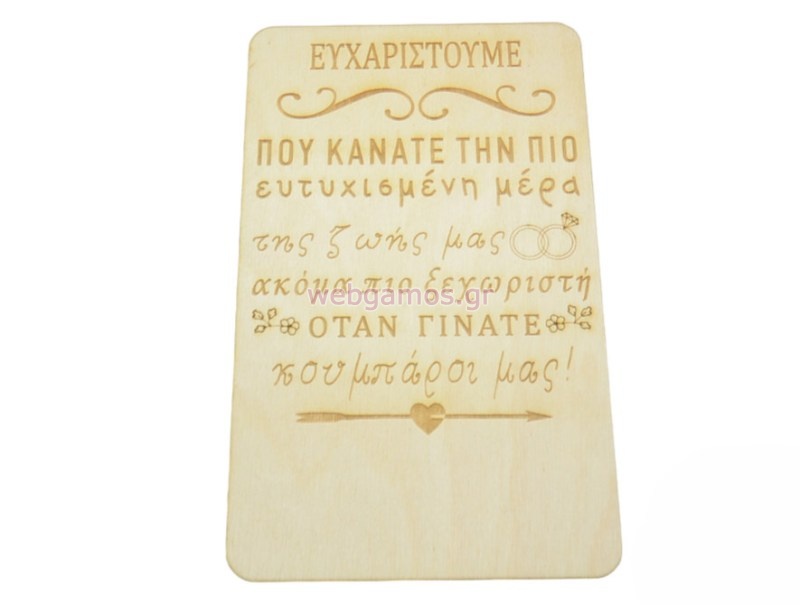 ΕΥΧΑΡΙΣΤΟΥΜΕ
ΠΟΥ ΚΑΝΑΤΕ ΤΗΝ ΠΙΟ
ευτυχισμένη μέρα
της ζωής μας
ακόμα πιο ξεχωριστή
webgamos.gr
ΟΤΑΝ ΓΙΝΑΤΕ
κουμπάροι μας!